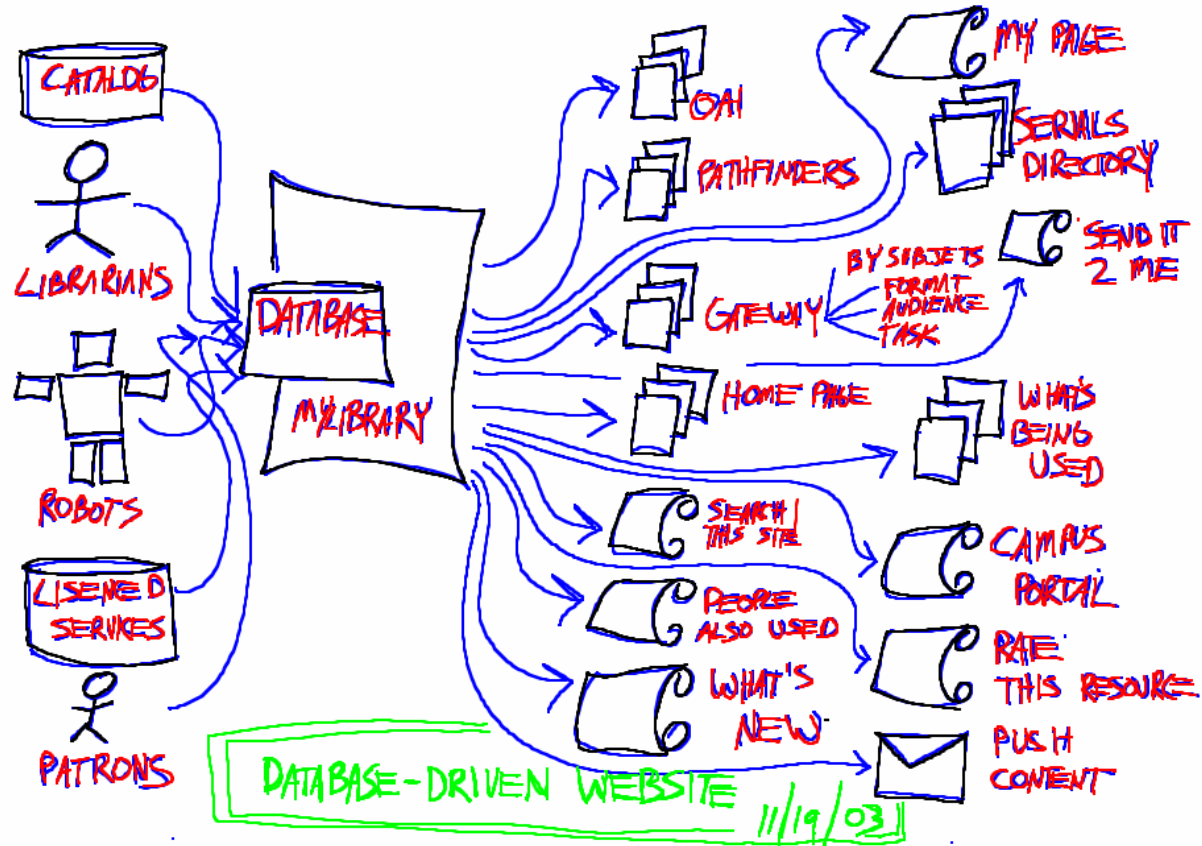 CATALOG
LIBRARIANS
ROBOTS
LISENCED
SERVICES
PATRONS
DATABASE
MYLIBRARY
OAI
PATHFINDERS
GATEWAY
BY SUBJETS
FORMAT
AUDIENCE
TASK
HOME PAGE
SEARCH
THIS SITE
PEOPLE
ALSO USED
WHAT'S
NEW
MY PAGE
SERIALS
DIRECTORY
SEND IT
2 ME
WHAT'S
BEING
USED
CAMPUS
PORTAL
RATE
THIS RESOURCE
PUSH
CONTENT
DATABASE-DRIVEN WEBSITE
11/19/03